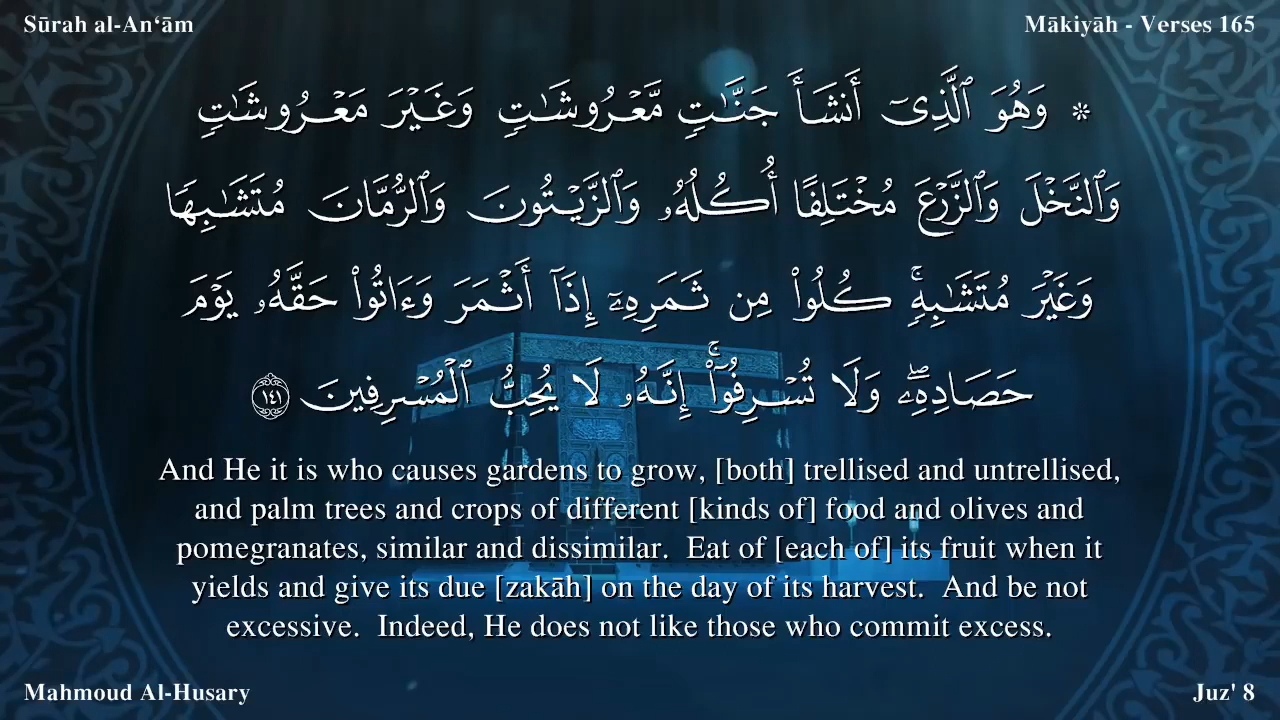 Sūrah al-An‘ām
Mākiyāh - Verses 165
۞ وَهُوَ ٱلَّذِىٓ أَنشَأَ جَنَّـٰتٍ مَّعْرُوشَـٰتٍ وَغَيْرَ مَعْرُوشَـٰتٍ
وَٱلنَّخْلَ وَٱلزَّرْعَ مُخْتَلِفًا أُكُلُهُۥ وَٱلزَّيْتُونَ وَٱلرُّمَّانَ مُتَشَـٰبِهًا
وَغَيْرَ مُتَشَـٰبِهٍۚ كُلُوا۟ مِن ثَمَرِهِۦٓ إِذَآ أَثْمَرَ وَءَاتُوا۟ حَقَّهُۥ يَوْمَ
حَصَادِهِۦۖ وَلَا تُسْرِفُوٓا۟ۚ إِنَّهُۥ لَا يُحِبُّ ٱلْمُسْرِفِينَ ١٤١
And He it is who causes gardens to grow, [both] trellised and untrellised,
and palm trees and crops of different [kinds of] food and olives and
pomegranates, similar and dissimilar.  Eat of [each of] its fruit when it
yields and give its due [zakāh] on the day of its harvest.  And be not
excessive.  Indeed, He does not like those who commit excess.
Mahmoud Al-Husary
Juz' 8